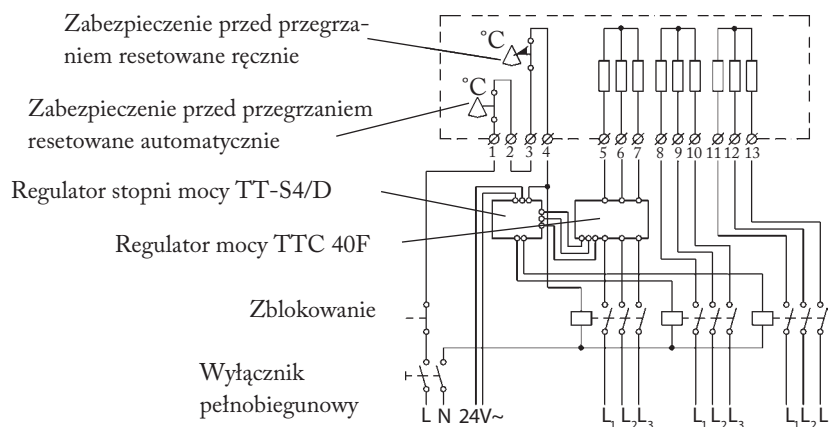 Zabezpieczenie przed przegrza-
niem resetowane ręcznie
°C
°C
Zabezpieczenie przed przegrzaniem
resetowane automatycznie
1 2 3 4 5 6 7 8 9 10 11 12 13
Regulator stopni mocy TT-S4/D
Regulator mocy TTC 40F
Zblokowanie
Wyłącznik
pełnobiegunowy
L N 24V~ L1 L2 L3 L1 L2 L3 L1 L2 L